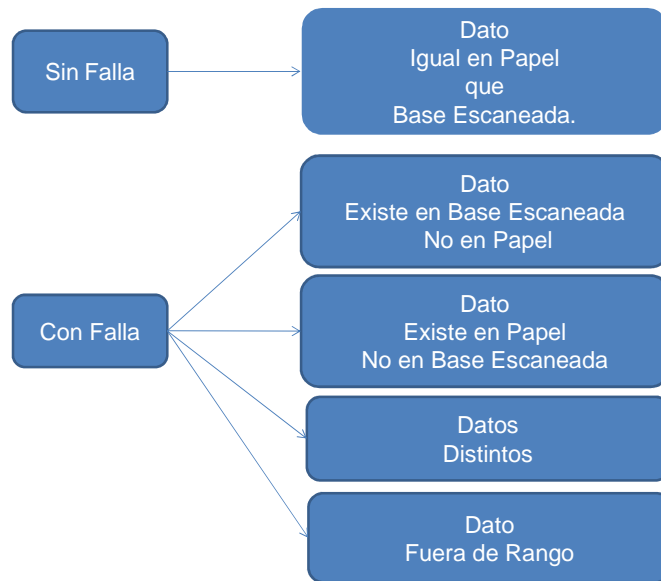 Sin Falla
Dato
Igual en Papel
que
Base Escaneada.
Con Falla
Dato
Existe en Base Escaneada
No en Papel
Dato
Existe en Papel
No en Base Escaneada
Datos
Distintos
Dato
Fuera de Rango